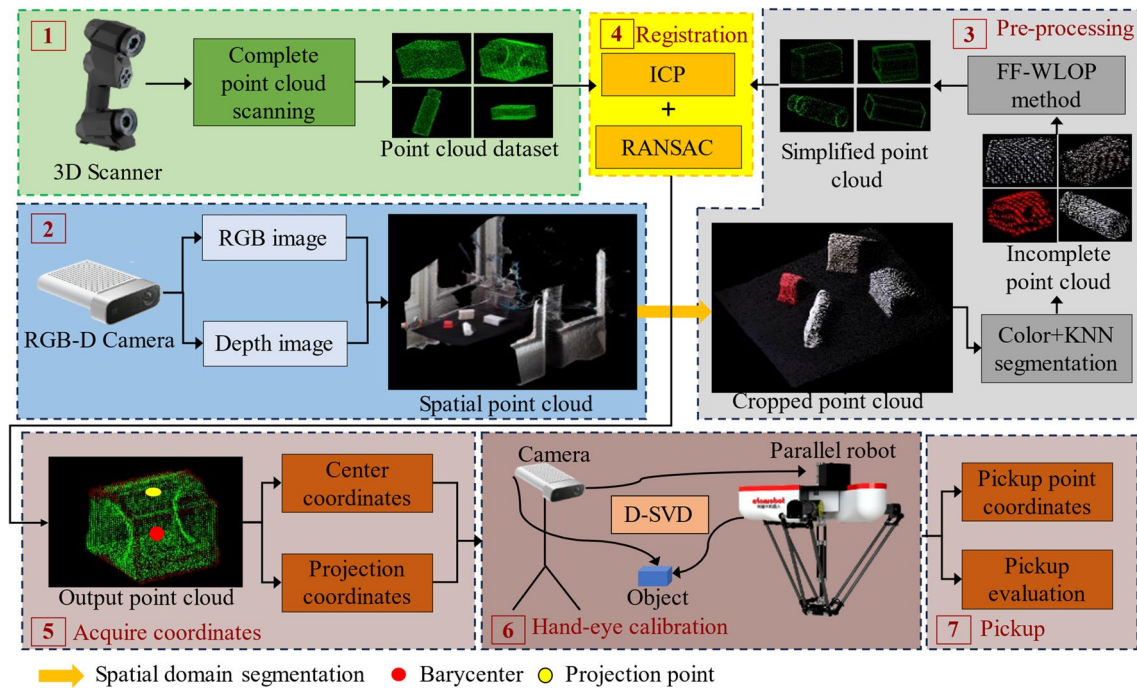 1
Complete
point cloud
scanning
3D Scanner
Point cloud dataset
4 Registration
ICP
+
RANSAC
3 Pre-processing
FF-WLOP
method
Simplified point
cloud
Incomplete
point cloud
Color+KNN
segmentation
Cropped point cloud
2
RGB image
RGB-D Camera
Depth image
Spatial point cloud
Center
coordinates
Projection
coordinates
Output point cloud
5 Acquire coordinates
Camera
Parallel robot
D-SVD
Object
6 Hand-eye calibration
Pickup point
coordinates
Pickup
evaluation
7 Pickup
Spatial domain segmentation
Barycenter
Projection point